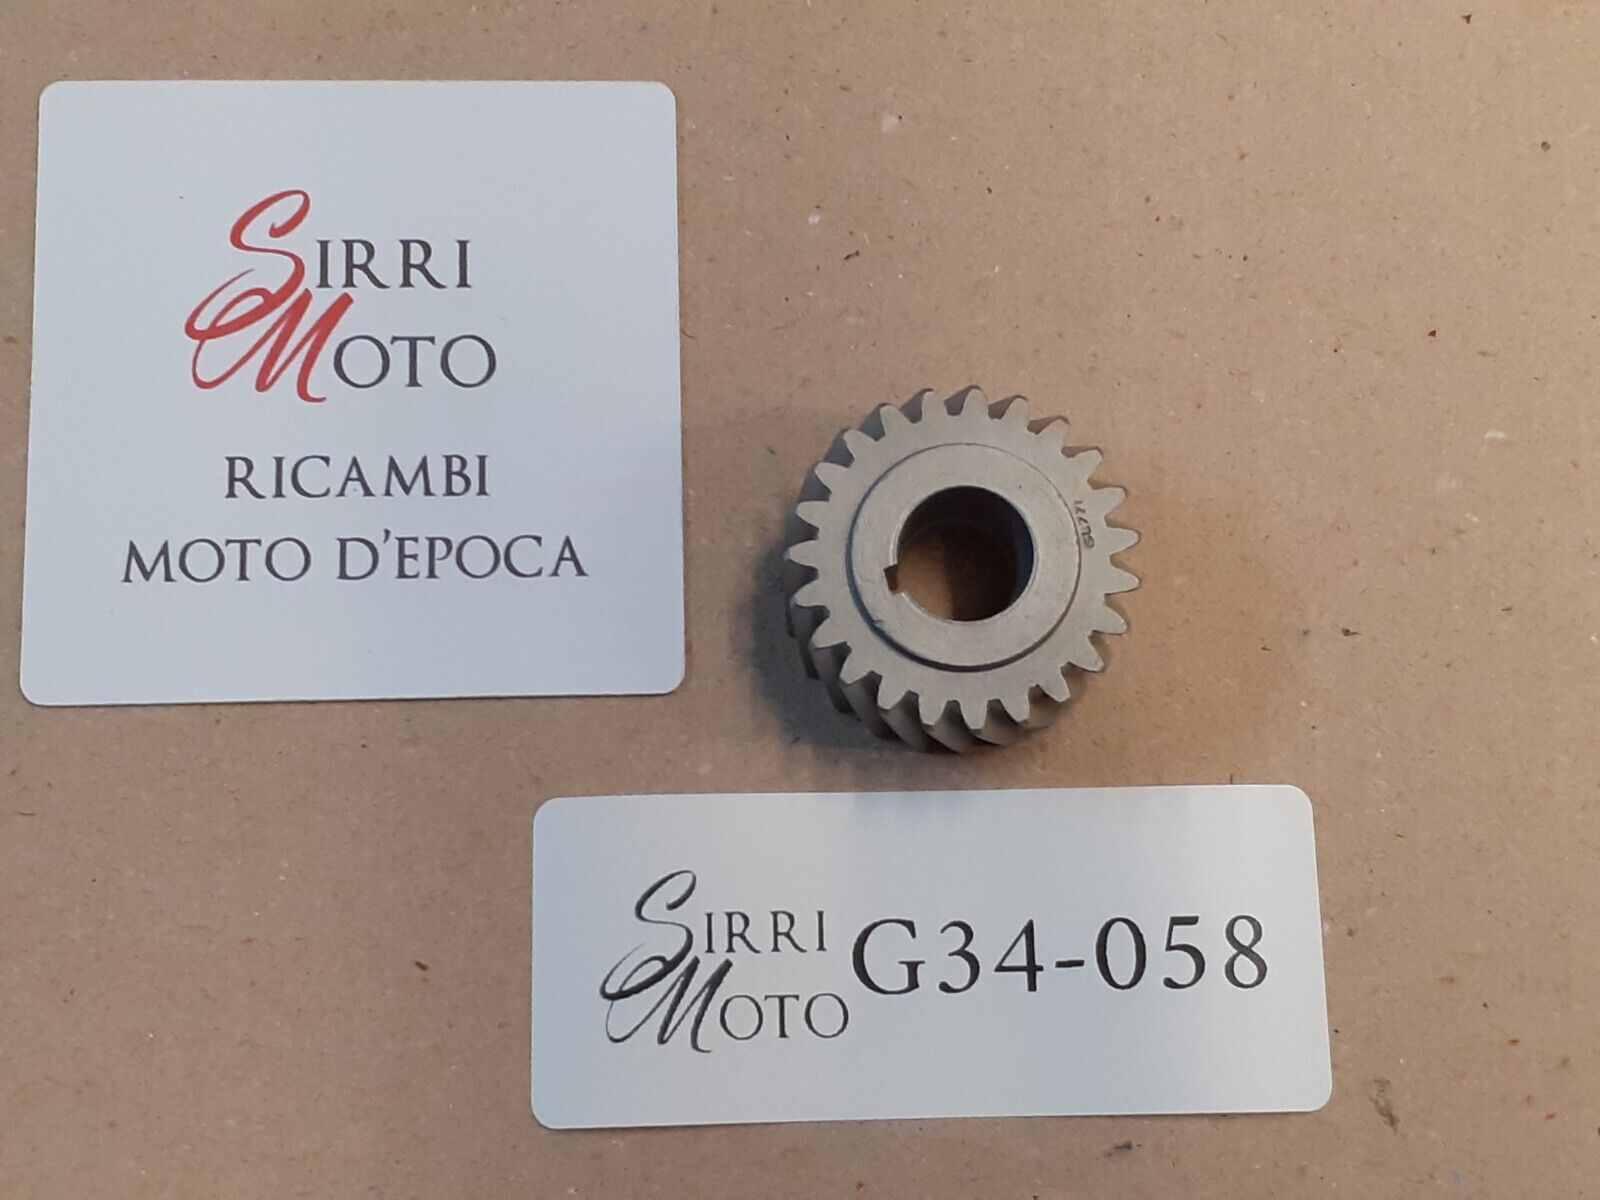 SIRRI
MOTO
RICAMBI
MOTO D'EPOCA
SIRRI
MOTO
G34-058